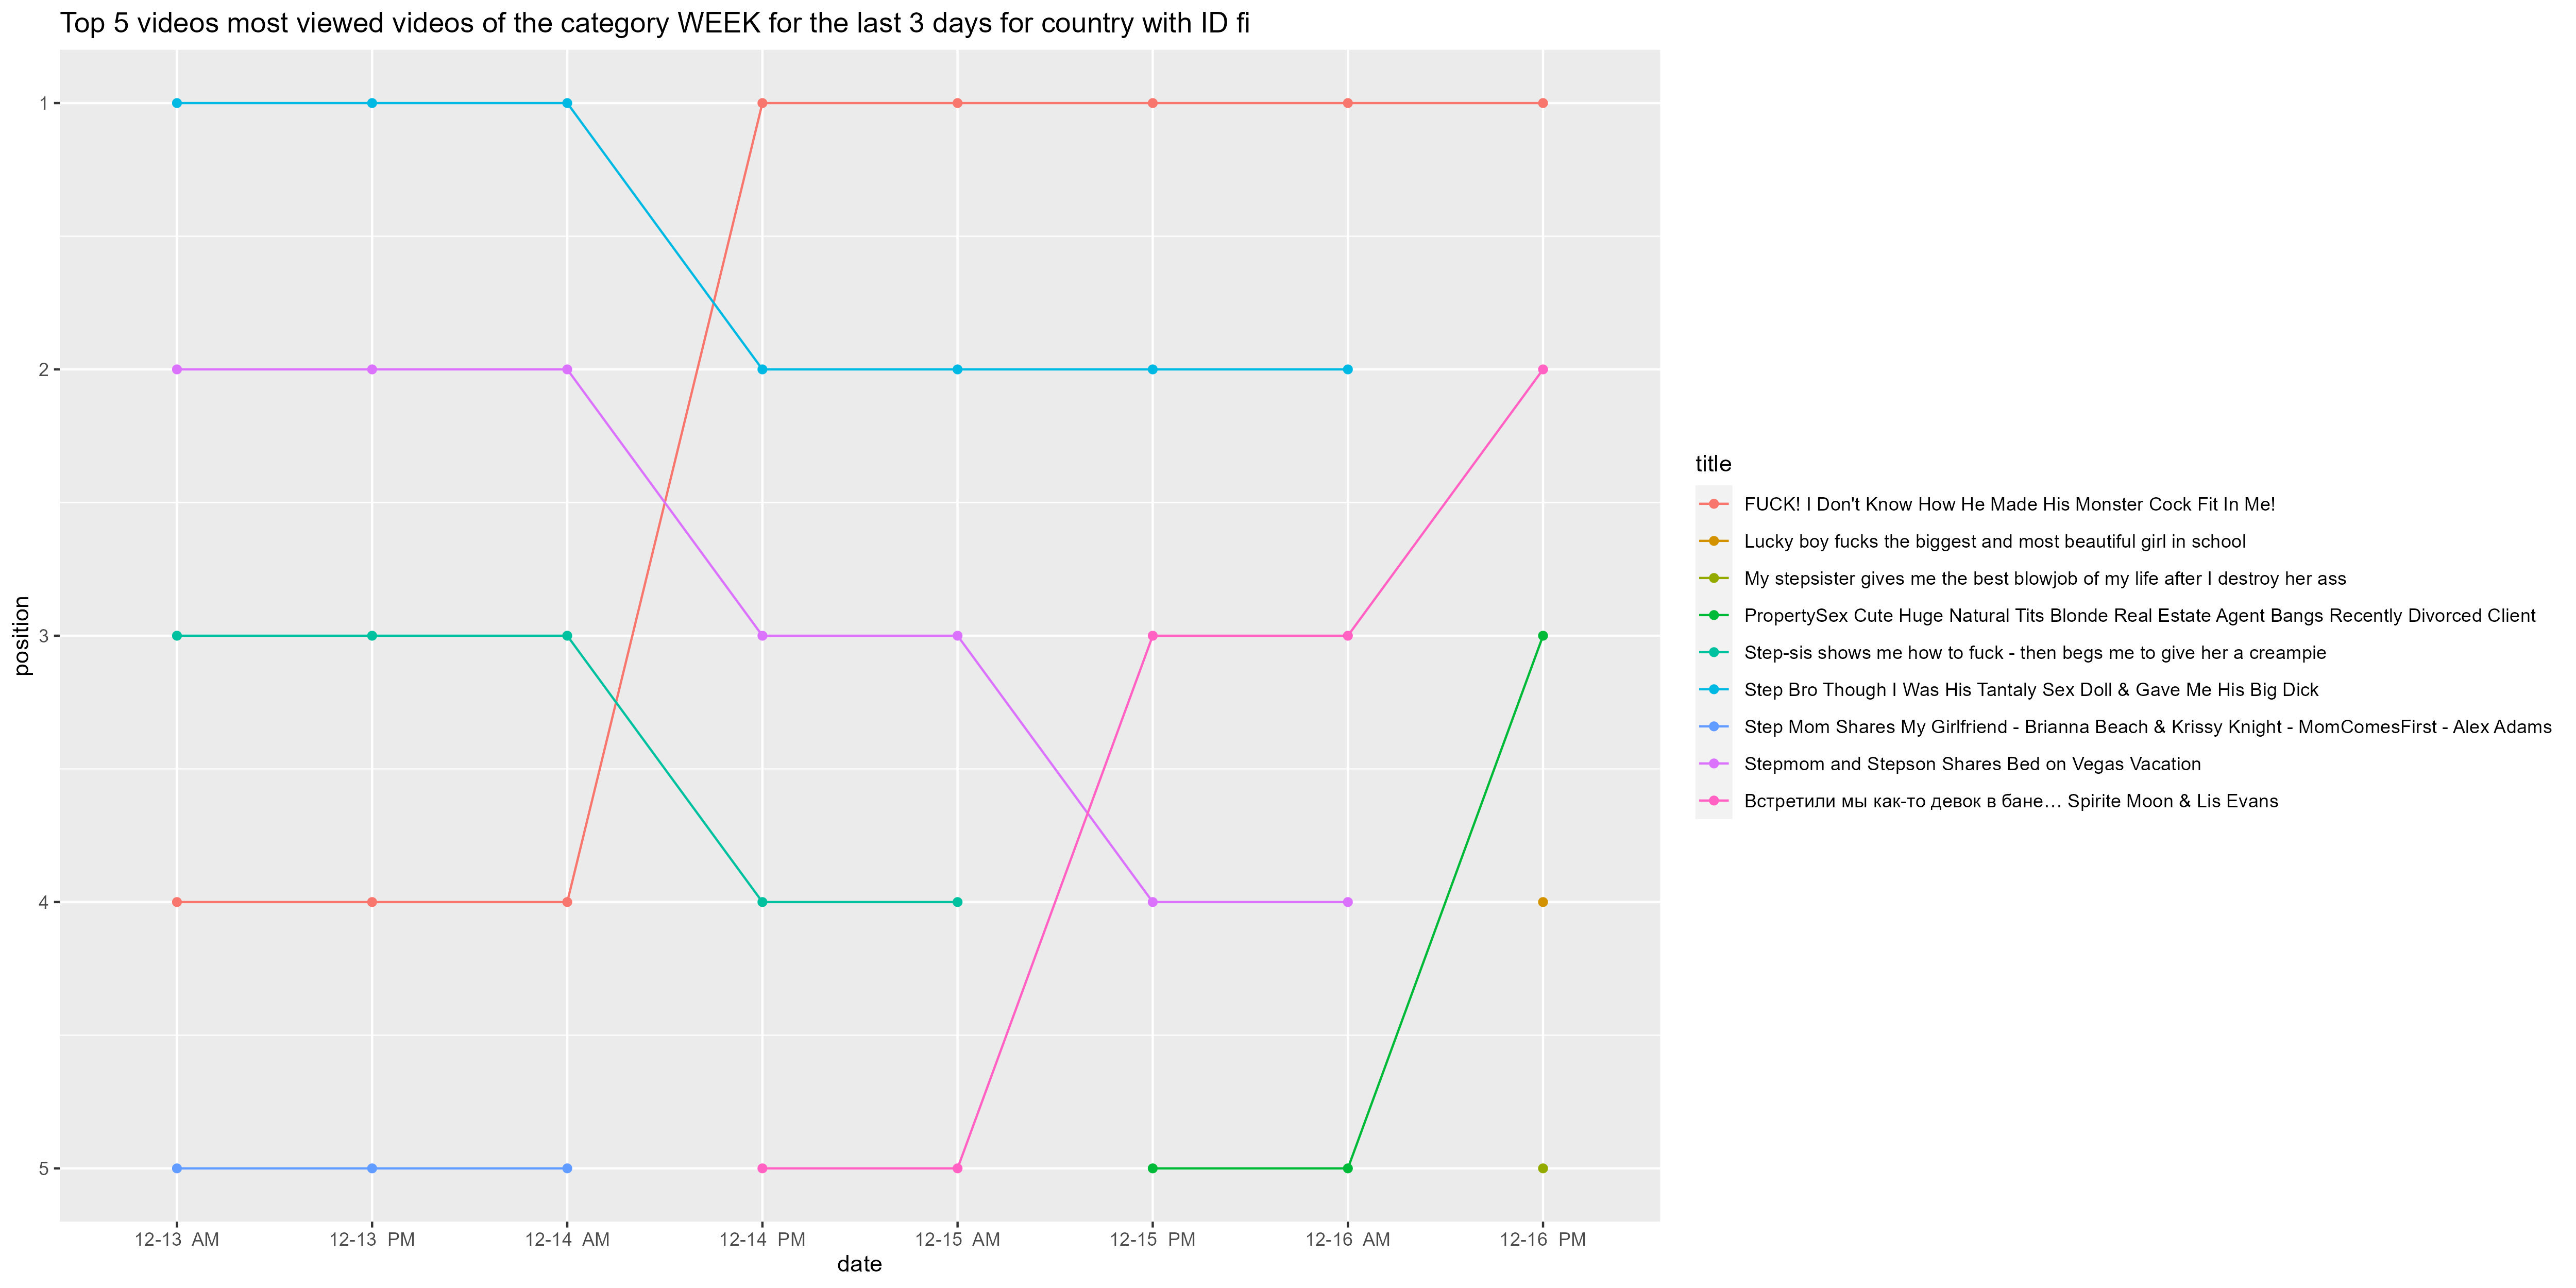 Top 5 videos most viewed videos of the category WEEK for the last 3 days for country with ID fi
position
1
2
3
4
5
12-13 AM
12-13 PM
12-14 AM
12-14 PM
12-15 AM
12-15 PM
12-16 AM
12-16 PM
date
title
FUCK! I Don't Know How He Made His Monster Cock Fit In Me!
Lucky boy fucks the biggest and most beautiful girl in school
My stepsister gives me the best blowjob of my life after I destroy her ass
PropertySex Cute Huge Natural Tits Blonde Real Estate Agent Bangs Recently Divorced Client
Step-sis shows me how to fuck - then begs me to give her a creampie
Step Bro Though I Was His Tantaly Sex Doll & Gave Me His Big Dick
Step Mom Shares My Girlfriend - Brianna Beach & Krissy Knight - MomComesFirst - Alex Adams
Stepmom and Stepson Shares Bed on Vegas Vacation
Встретили мы как-то девок в бане… Spirite Moon & Lis Evans